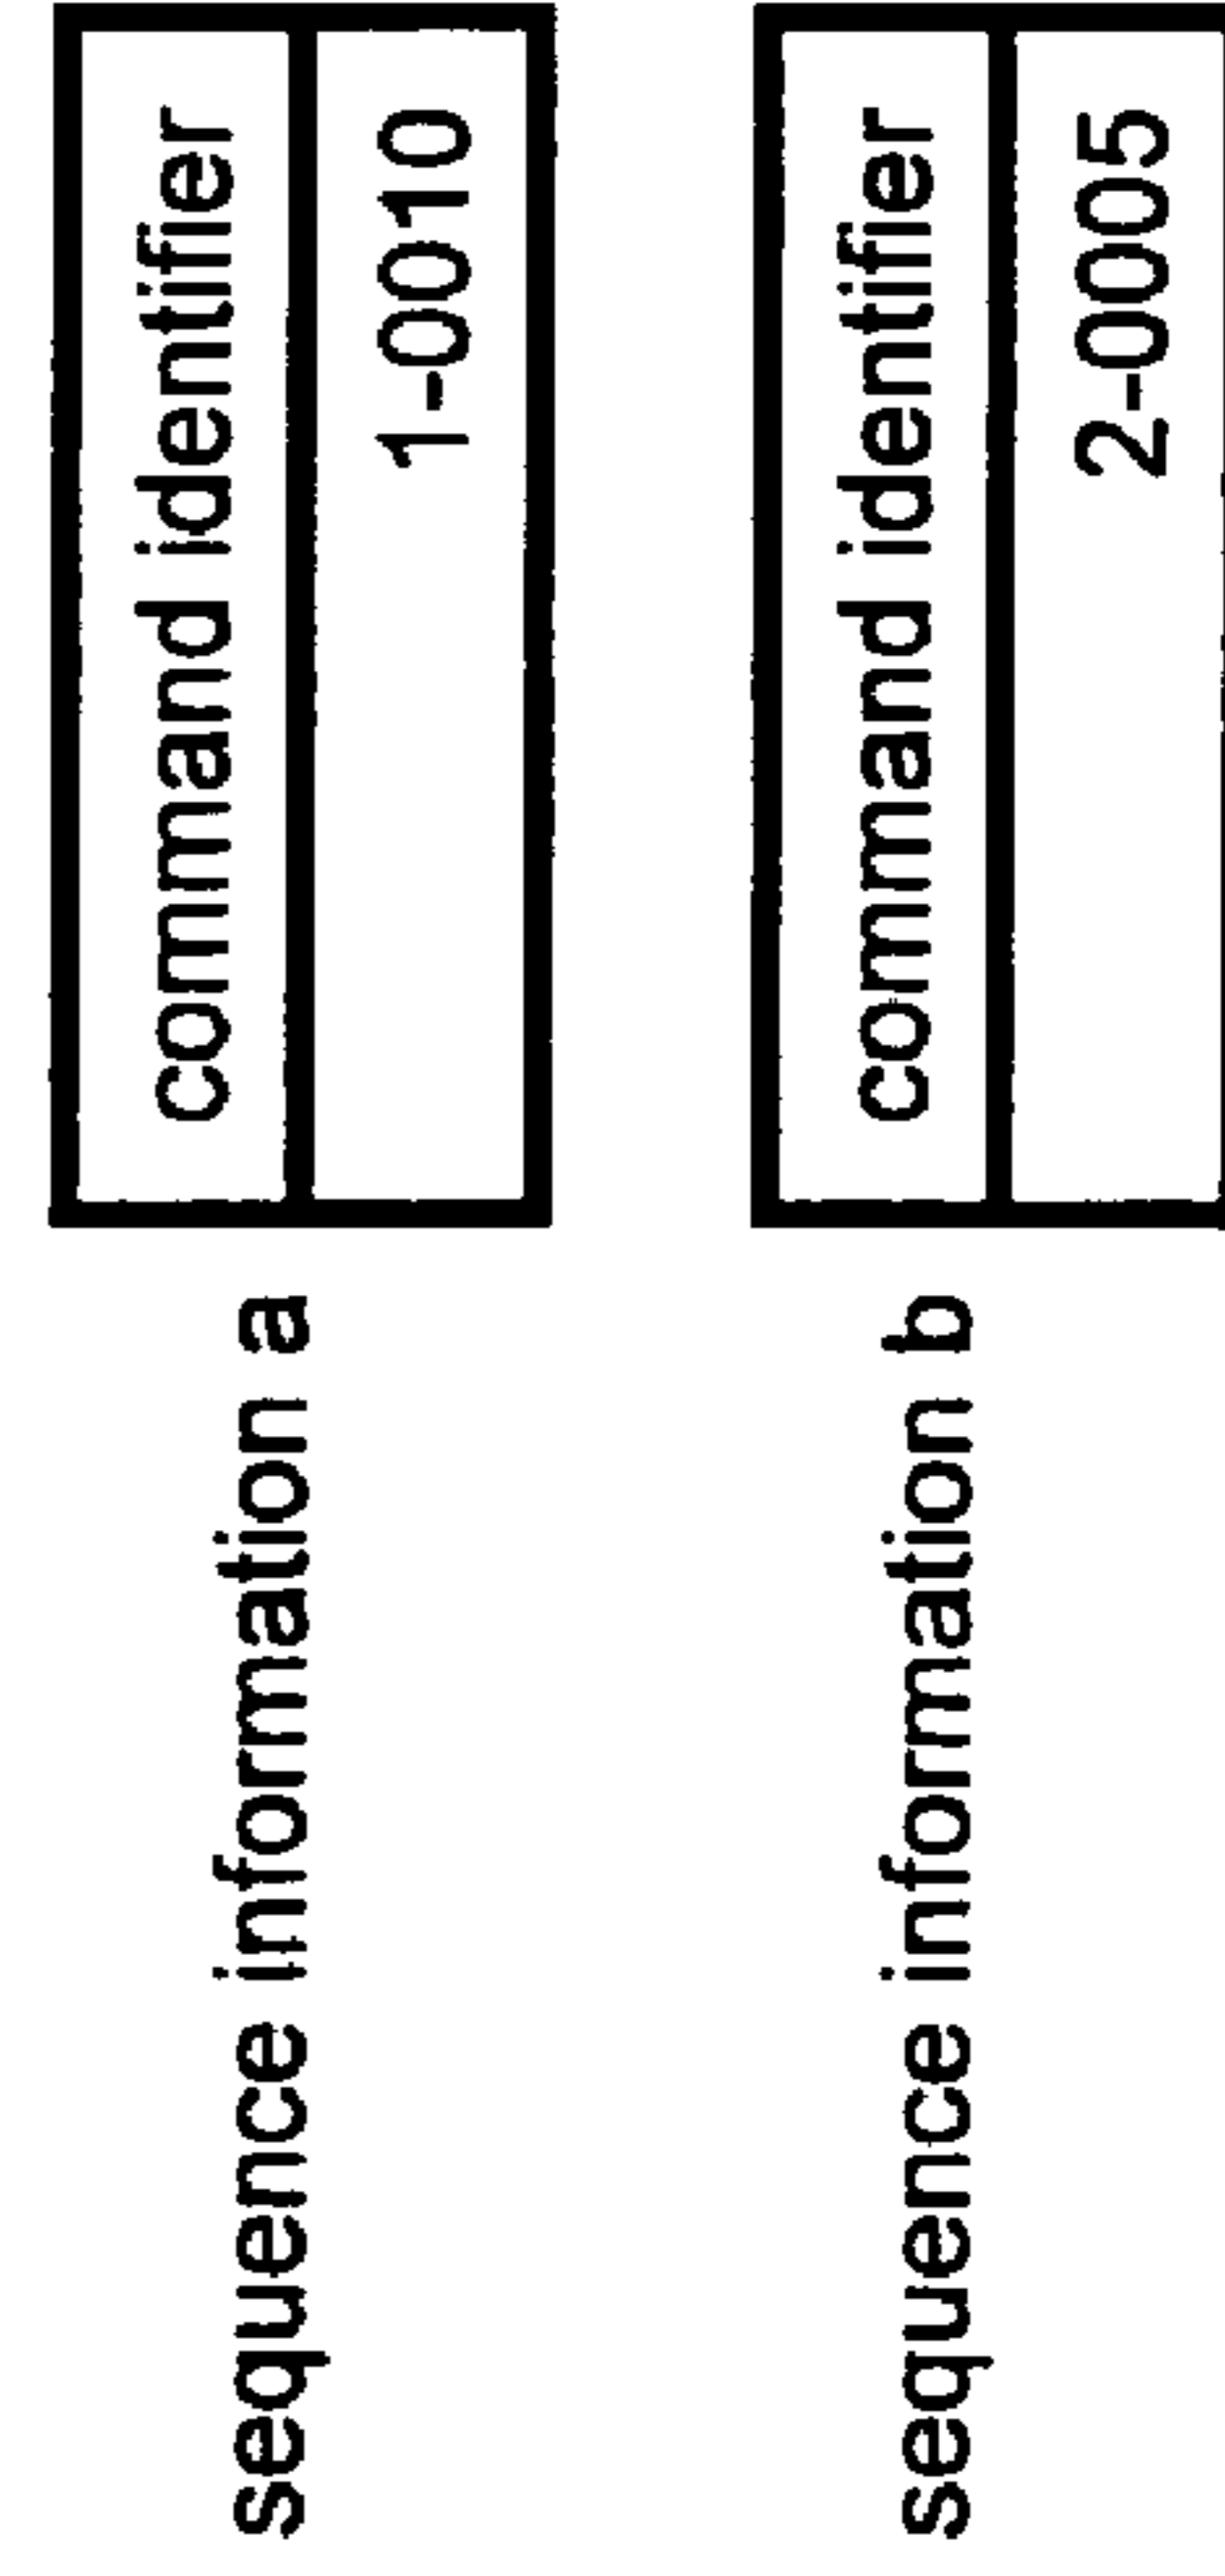 sequence information a
command identifier
1-0010
sequence information b
command identifier
2-0005